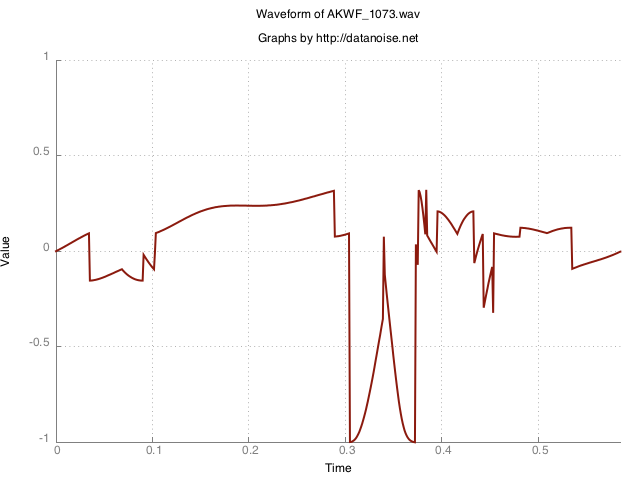 Waveform of AKWF_1073.wav
Graphs by http://datanoise.net
1
0.5
0
-0.5
-1
Value
0 0.1 0.2 0.3 0.4 0.5
Time